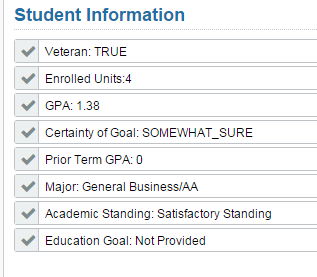 Student Information
Veteran: TRUE
Enrolled Units:4
GPA: 1.38
Certainty of Goal: SOMEWHAT_SURE
Prior Term GPA: 0
Major: General Business/AA
Academic Standing: Satisfactory Standing
Education Goal: Not Provided